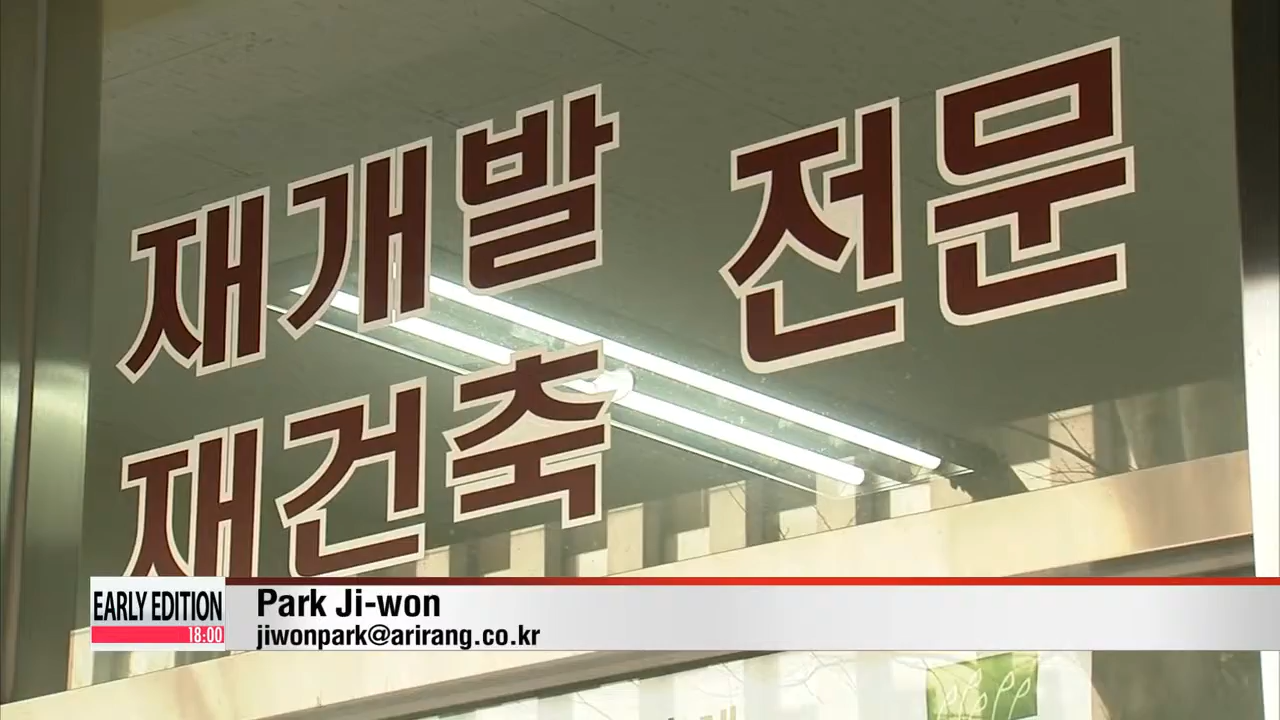 재개발 전문
재건축
EARLY EDITION
18:00
Park Ji-won
jiwonpark@arirang.co.kr